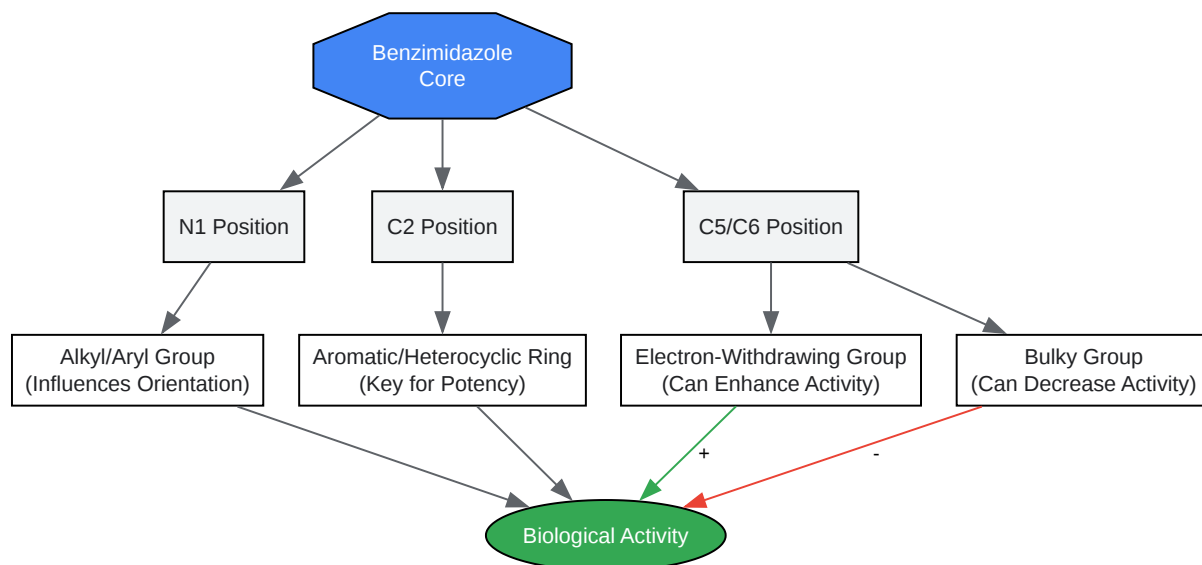 Benzimidazole
Core
N1 Position
C2 Position
C5/C6 Position
Alkyl/Aryl Group
(Influences Orientation)
Aromatic/Heterocyclic Ring
(Key for Potency)
Electron-Withdrawing Group
(Can Enhance Activity)
Bulky Group
(Can Decrease Activity)
+
-
Biological Activity